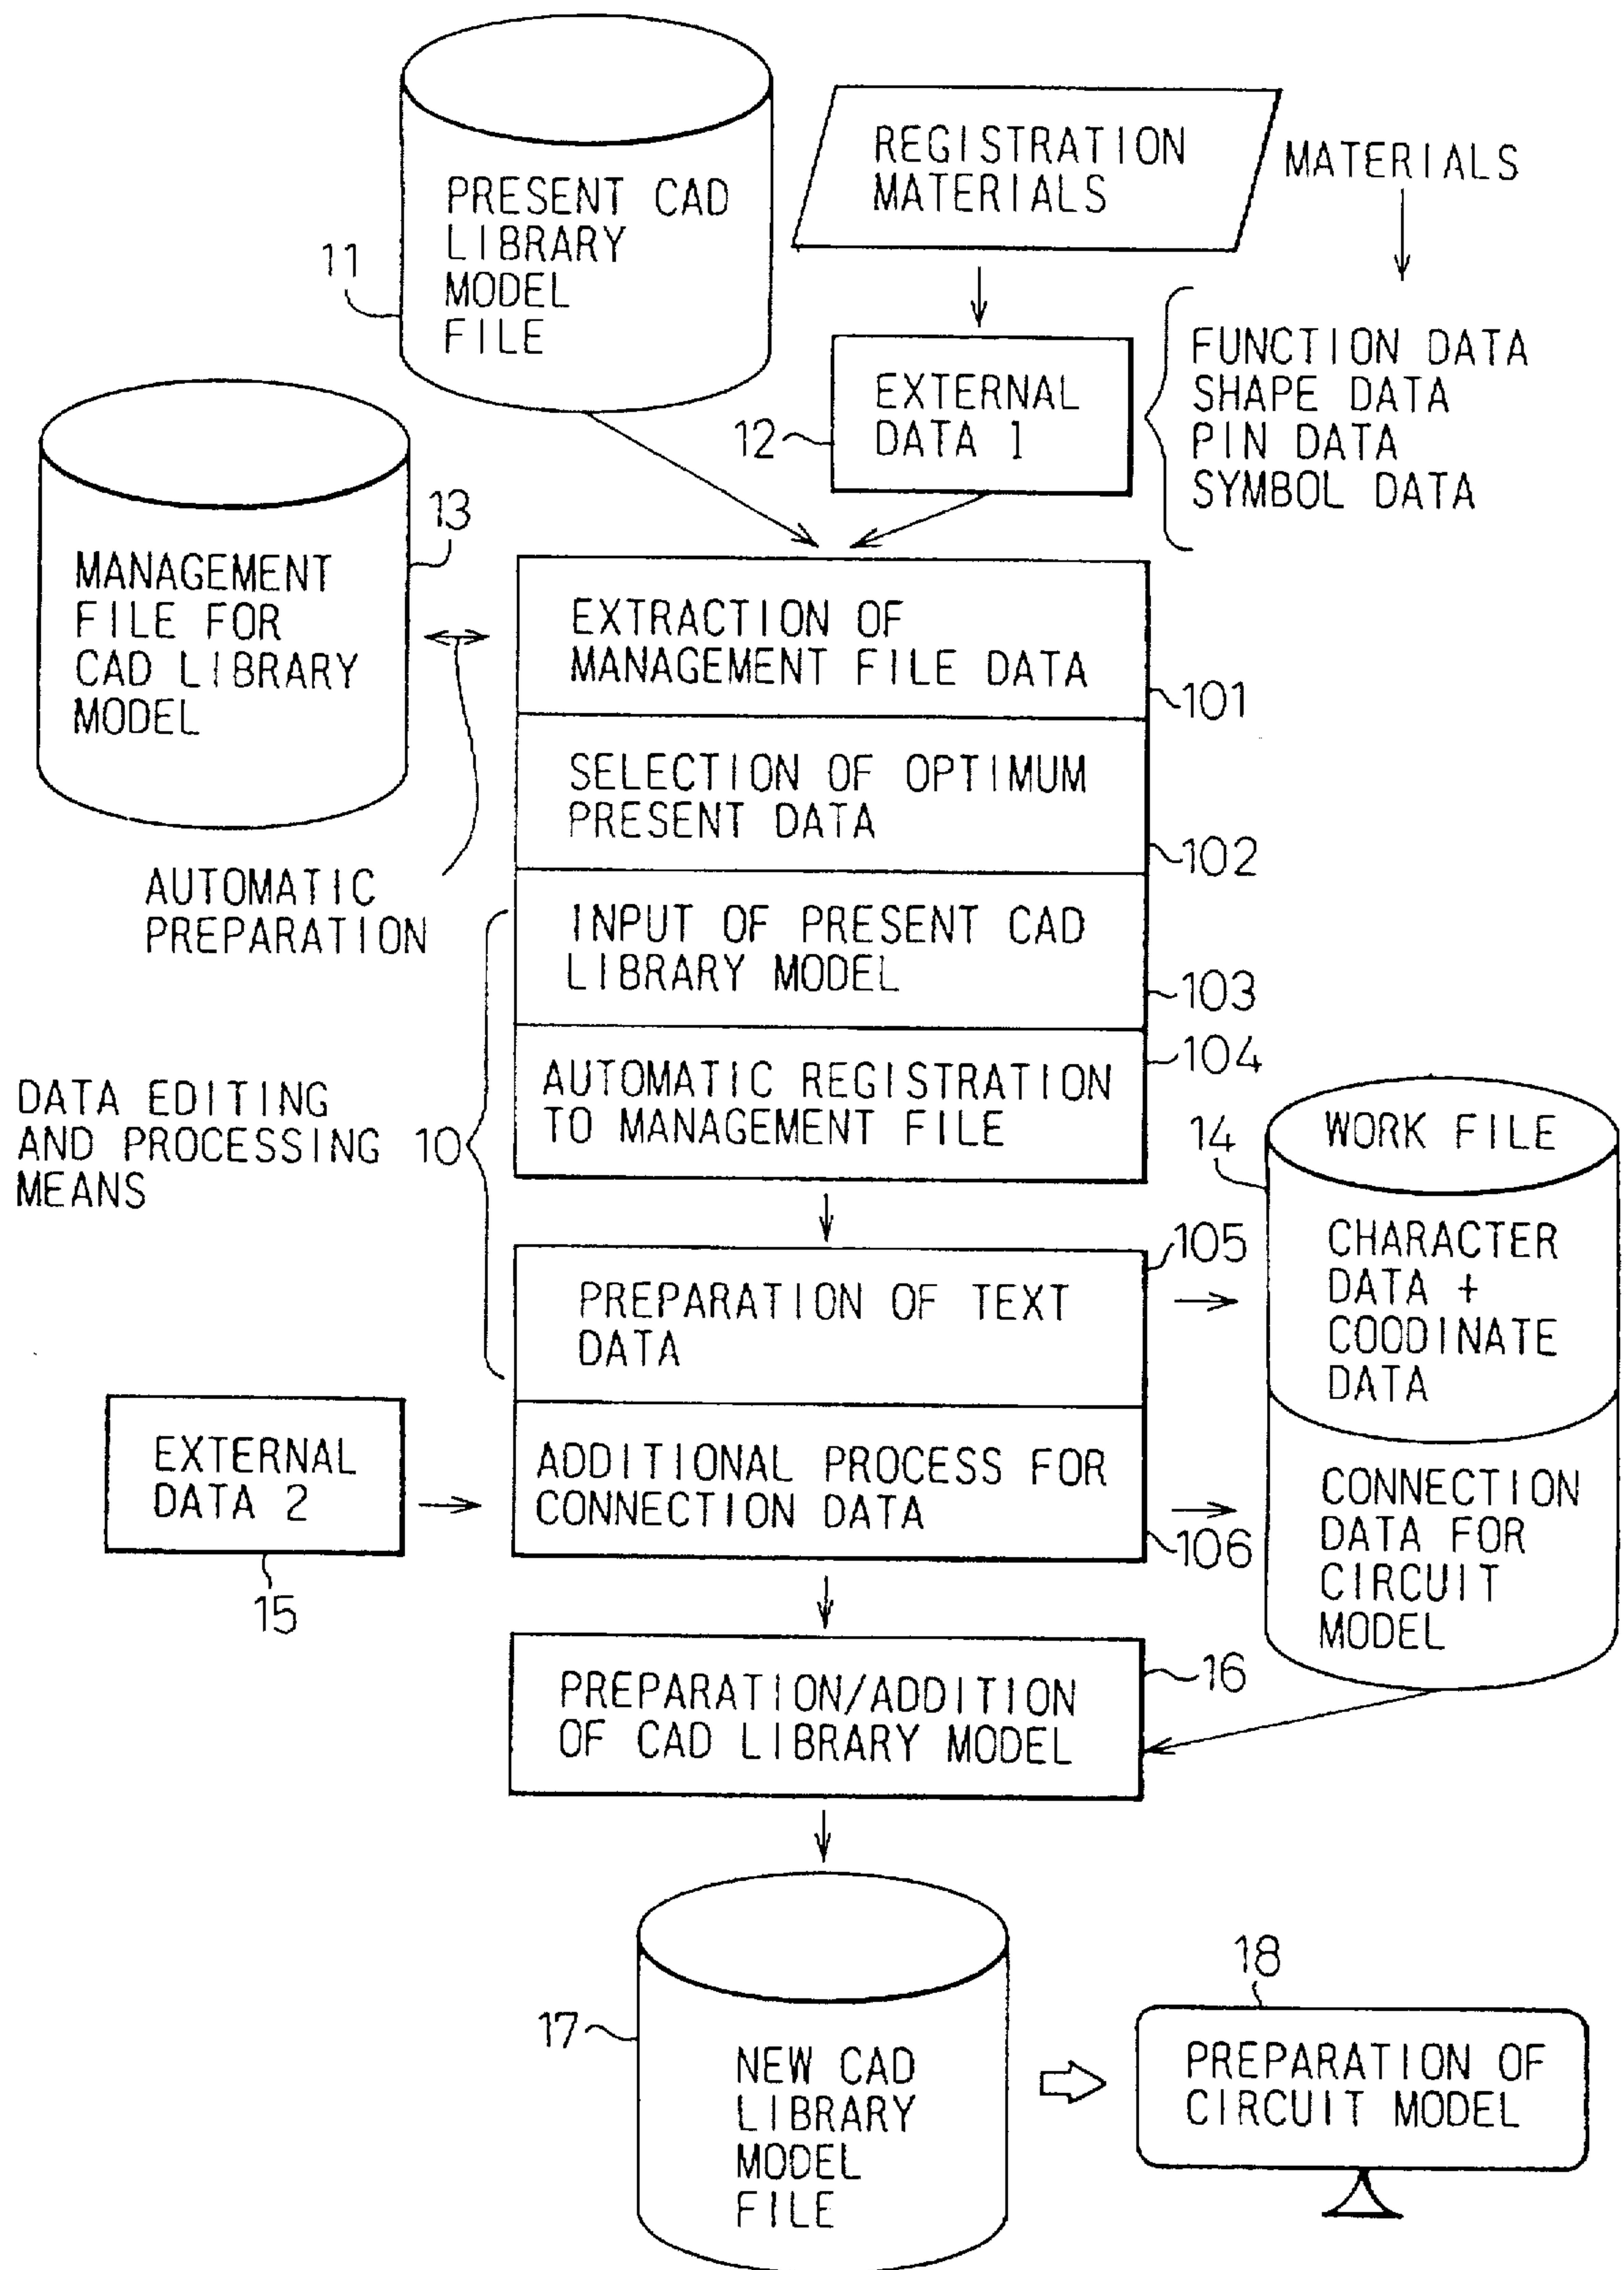 PRESENT CAD
LIBRARY
MODEL
FILE
11
REGISTRATION
MATERIALS
MATERIALS
EXTERNAL
DATA 1
12
FUNCTION DATA
SHAPE DATA
PIN DATA
SYMBOL DATA
13
MANAGEMENT
FILE FOR
CAD LIBRARY
MODEL
AUTOMATIC
PREPARATION
EXTRACTION OF
MANAGEMENT FILE DATA
101
SELECTION OF OPTIMUM
PRESENT DATA
102
INPUT OF PRESENT CAD
LIBRARY MODEL
103
AUTOMATIC REGISTRATION
TO MANAGEMENT FILE
104
DATA EDITING
AND PROCESSING 10
MEANS
14
WORK FILE
CHARACTER
DATA +
COODINATE
DATA
CONNECTION
DATA FOR
CIRCUIT
MODEL
105
PREPARATION OF TEXT
DATA
EXTERNAL
DATA 2
15
ADDITIONAL PROCESS FOR
CONNECTION DATA
106
PREPARATION/ADDITION
OF CAD LIBRARY MODEL
16
17
NEW CAD
LIBRARY
MODEL
FILE
18
PREPARATION OF
CIRCUIT MODEL